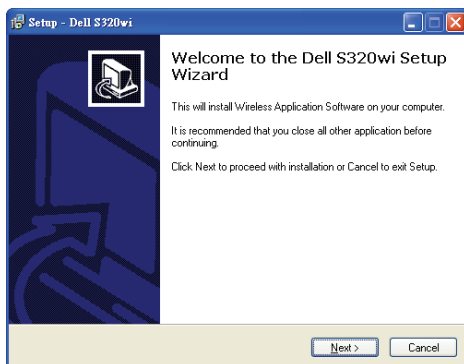 Setup - Dell S320wi
Welcome to the Dell S320wi Setup
Wizard
This will install Wireless Application Software on your computer.
It is recommended that you close all other application before
continuing.
Click Next to proceed with installation or Cancel to exit Setup.
Next > Cancel